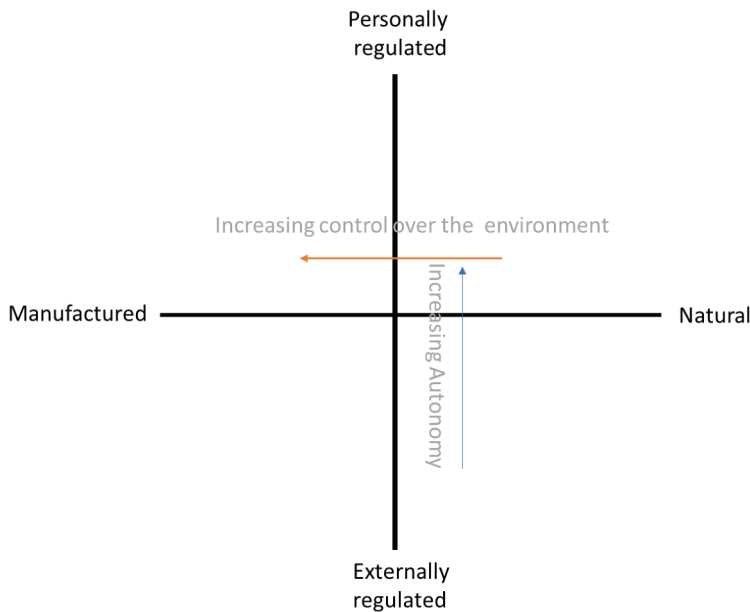 Personally
regulated
Increasing control over the environment
Increasing Autonomy
Manufactured
Natural
Externally
regulated